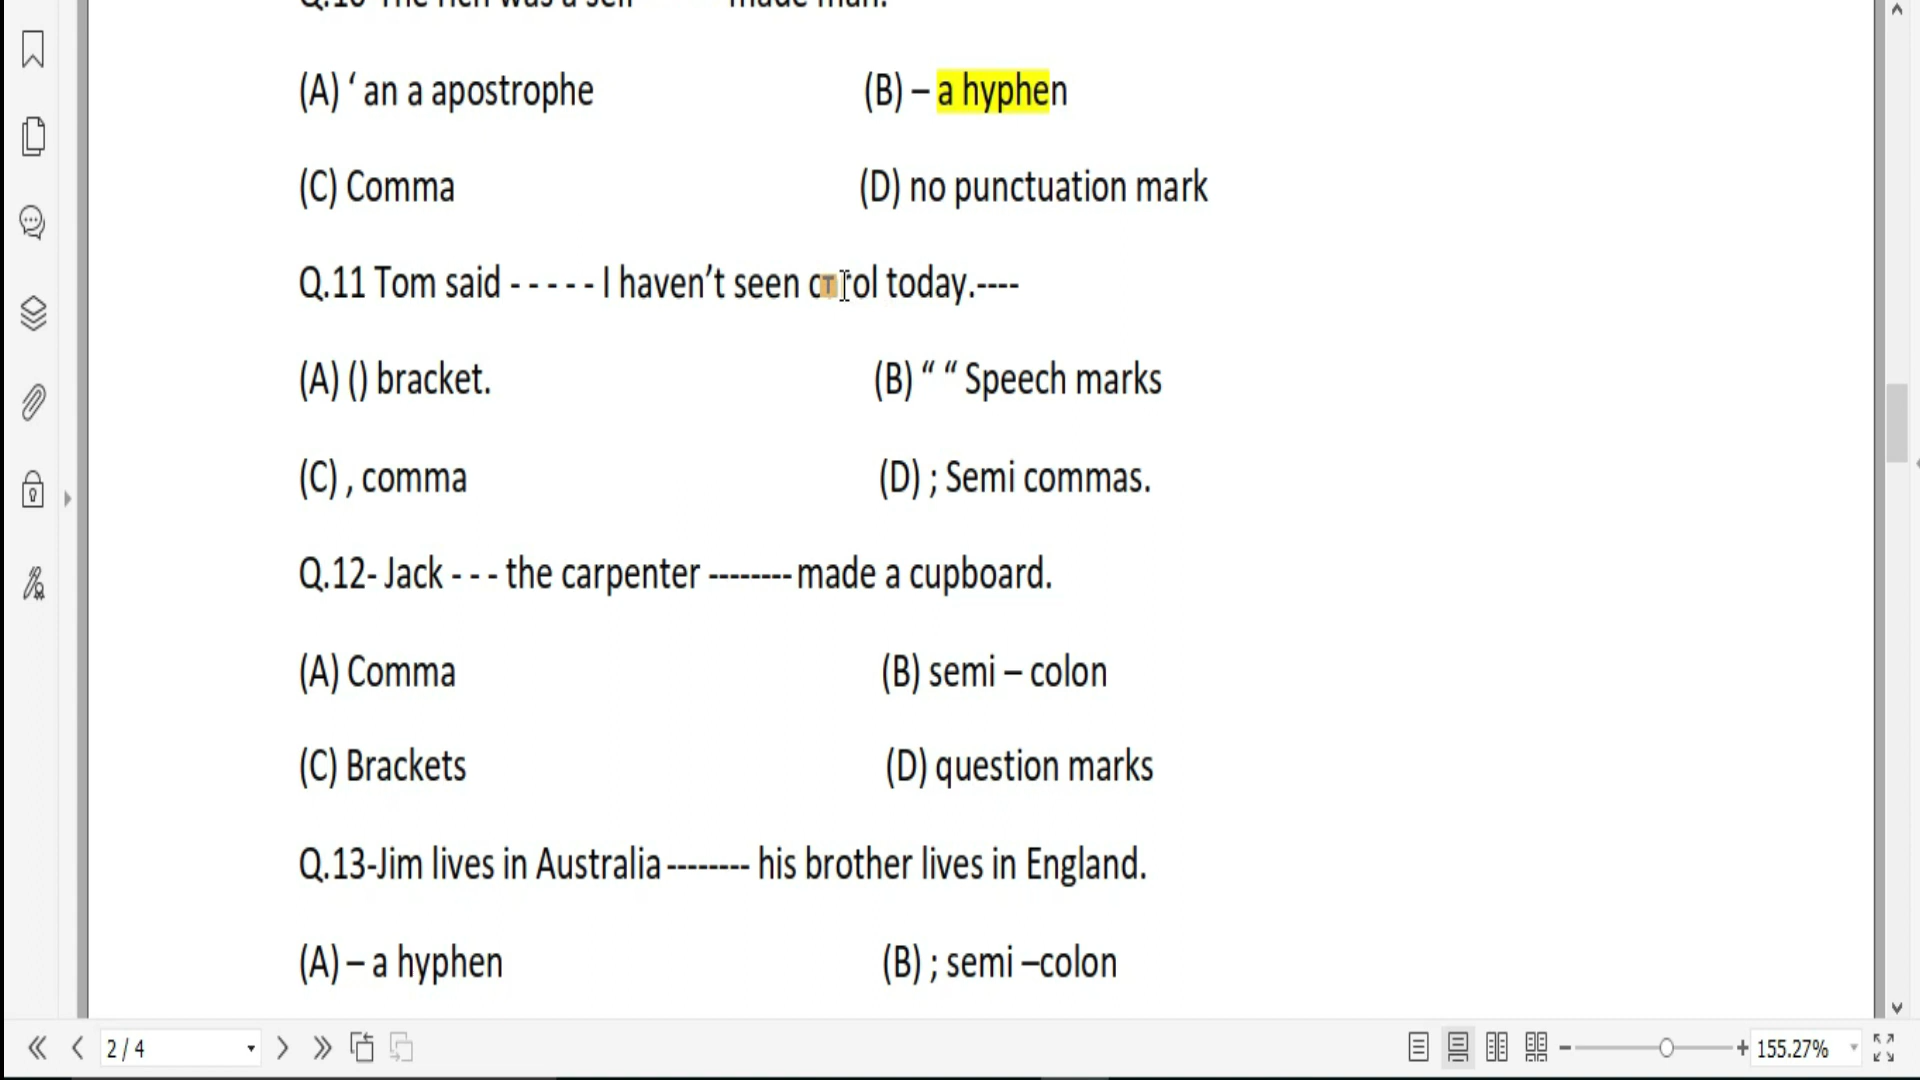 (A) ‘ an a apostrophe (B) – a hyphen
(C) Comma (D) no punctuation mark
Q.11 Tom said - - - - - I haven’t seen today.----
(A) () bracket. (B) “ “ Speech marks
(C) , comma (D) ; Semi commas.
Q.12- Jack - - - the carpenter --------made a cupboard.
(A) Comma (B) semi – colon
(C) Brackets (D) question marks
Q.13-Jim lives in Australia-------- his brother lives in England.
(A) – a hyphen (B) ; semi –colon
2 / 4 155.27%